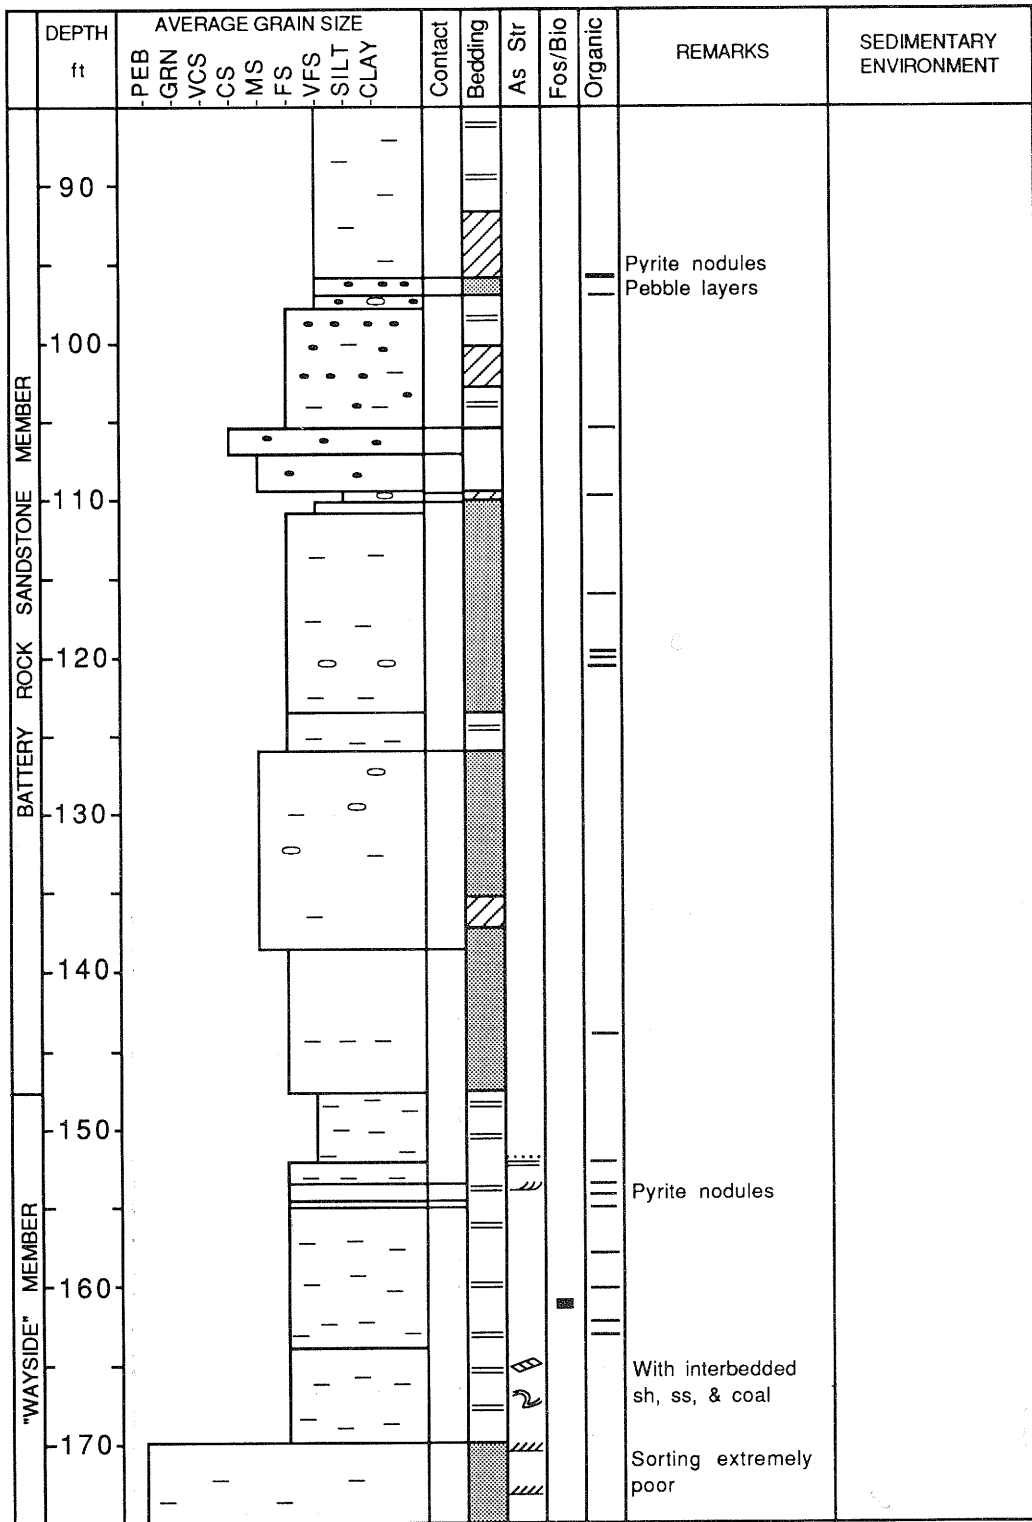 DEPTH
ft
AVERAGE GRAIN SIZE
PEB
GRN
VCS
CS
MS
FS
VFS
SILT
CLAY
Contact
Bedding
As Str
Fos/Bio
Organic
REMARKS
SEDIMENTARY
ENVIRONMENT
BATTERY ROCK SANDSTONE MEMBER
"WAYSIDE" MEMBER
90
100
110
120
130
140
150
160
170
Pyrite nodules
Pebble layers
Pyrite nodules
With interbedded
sh, ss, & coal
Sorting extremely
poor